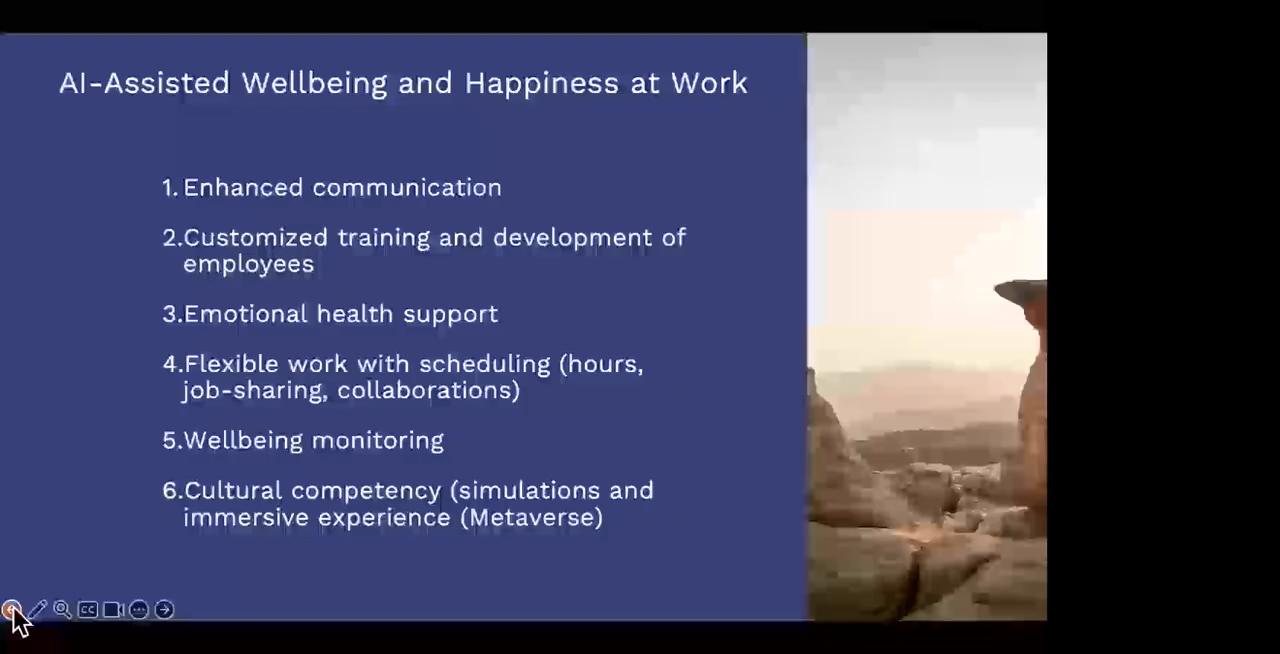 AI-Assisted Wellbeing and Happiness at Work
1. Enhanced communication
2.Customized training and development of
employees
3.Emotional health support
4.Flexible work with scheduling (hours,
job-sharing, collaborations)
5.Wellbeing monitoring
6.Cultural competency (simulations and
immersive experience (Metaverse)
CC